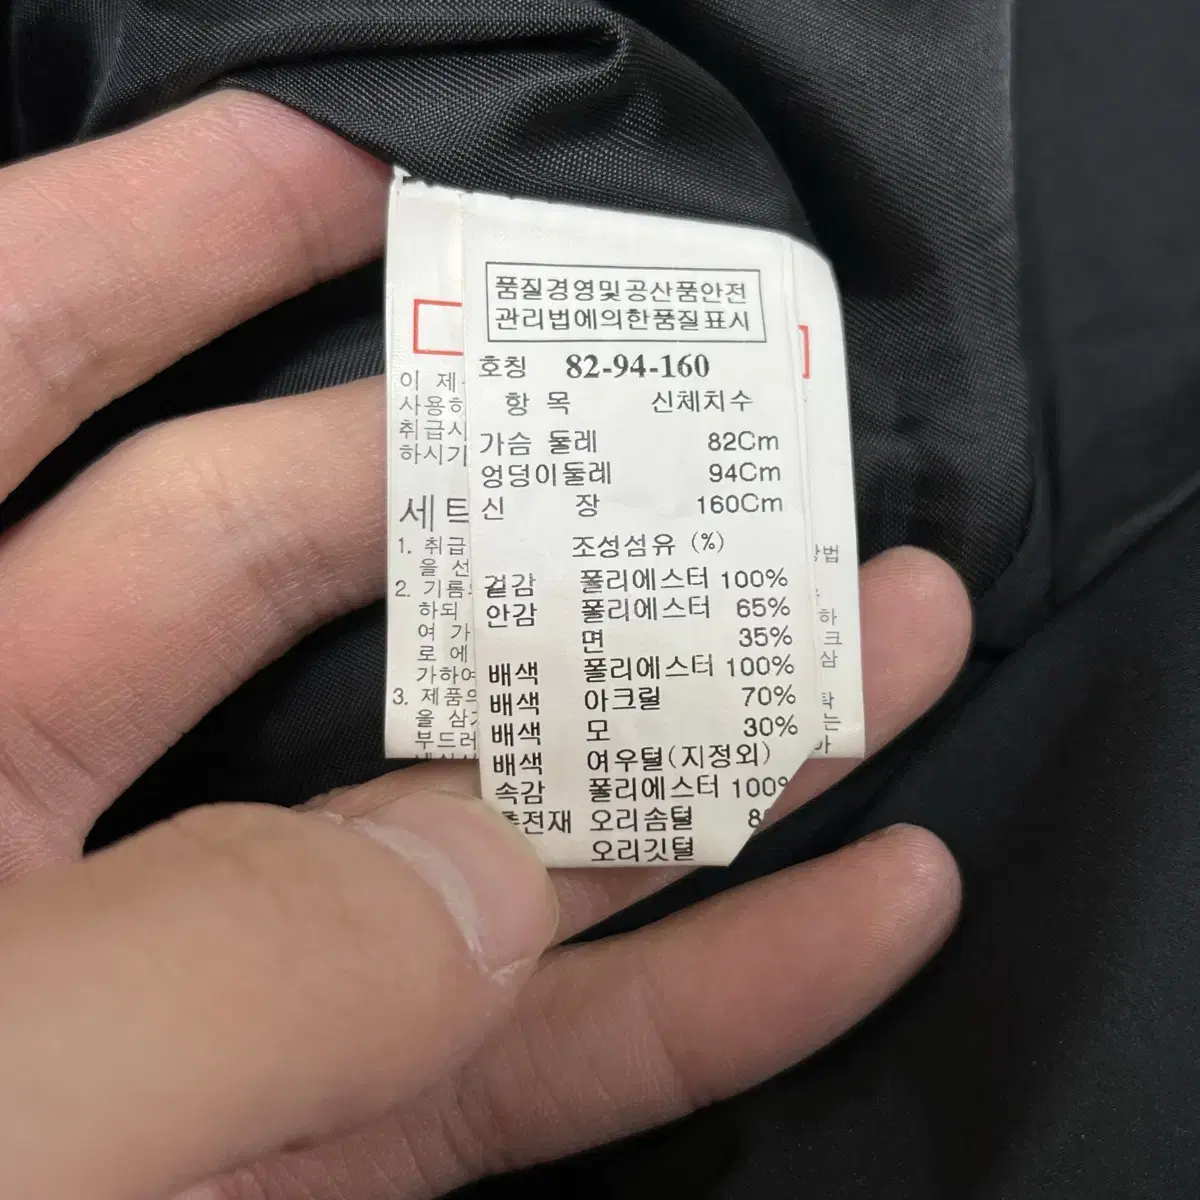 품질경영및공산품안전
관리법에의한품질표시
호칭 82-94-160
항 목 신체치수
가슴 둘레 82Cm
엉덩이둘레 94Cm
신 장 160Cm
조성섬유 (%)
겉감 폴리에스터 100%
안감 폴리에스터 65%
면 35%
배색 폴리에스터 100%
배색 아크릴 70%
배색 모 30%
배색 여우털(지정외)
속감 폴리에스터 100%
오리솜털
오리깃털
이 제
사용하
취급시
하시기
세트
1. 취급
을 선
2. 기름
하되
여 가
로 에
가하여
3. 제품의
을 삼가
부드러